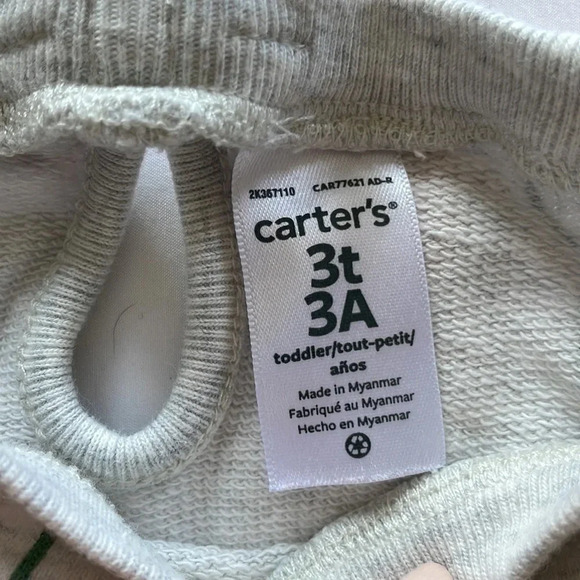 2K367110 CAR77621 AD-R
carter's®
3t
3A
toddler/tout-petit/
años
Made in Myanmar
Fabriqué au Myanmar
Hecho en Myanmar